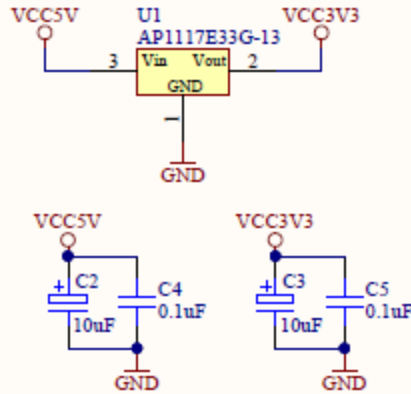 VCC5V U1 VCC3V3
AP1117E33G-13
3 Vin Vout 2
GND
1
GND
VCC5V VCC3V3
+ C2 C4 + C3 C5
10uF 0.1uF 10uF 0.1uF
GND GND